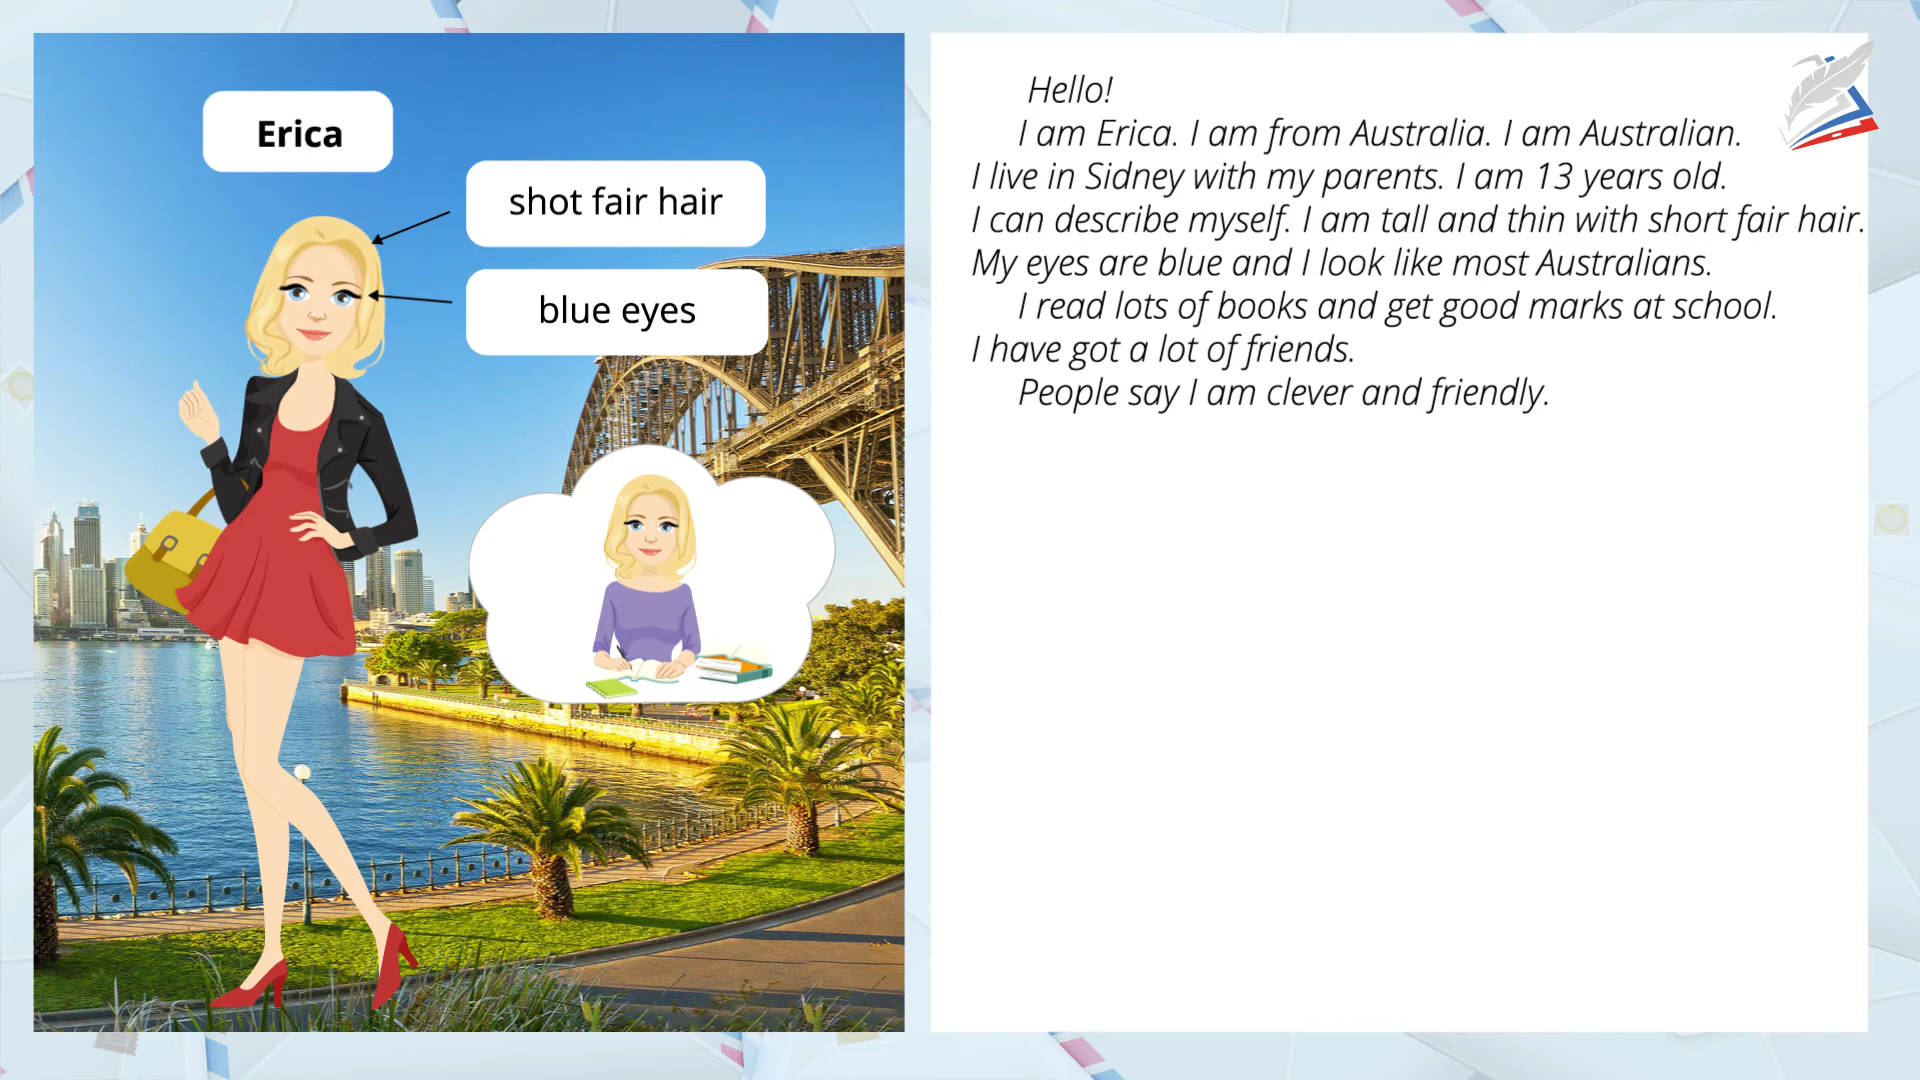 Erica
shot fair hair
blue eyes
Hello!
I am Erica. I am from Australia. I am Australian.
I live in Sidney with my parents. I am 13 years old.
I can describe myself. I am tall and thin with short fair hair.
My eyes are blue and I look like most Australians.
I read lots of books and get good marks at school.
I have got a lot of friends.
People say I am clever and friendly.